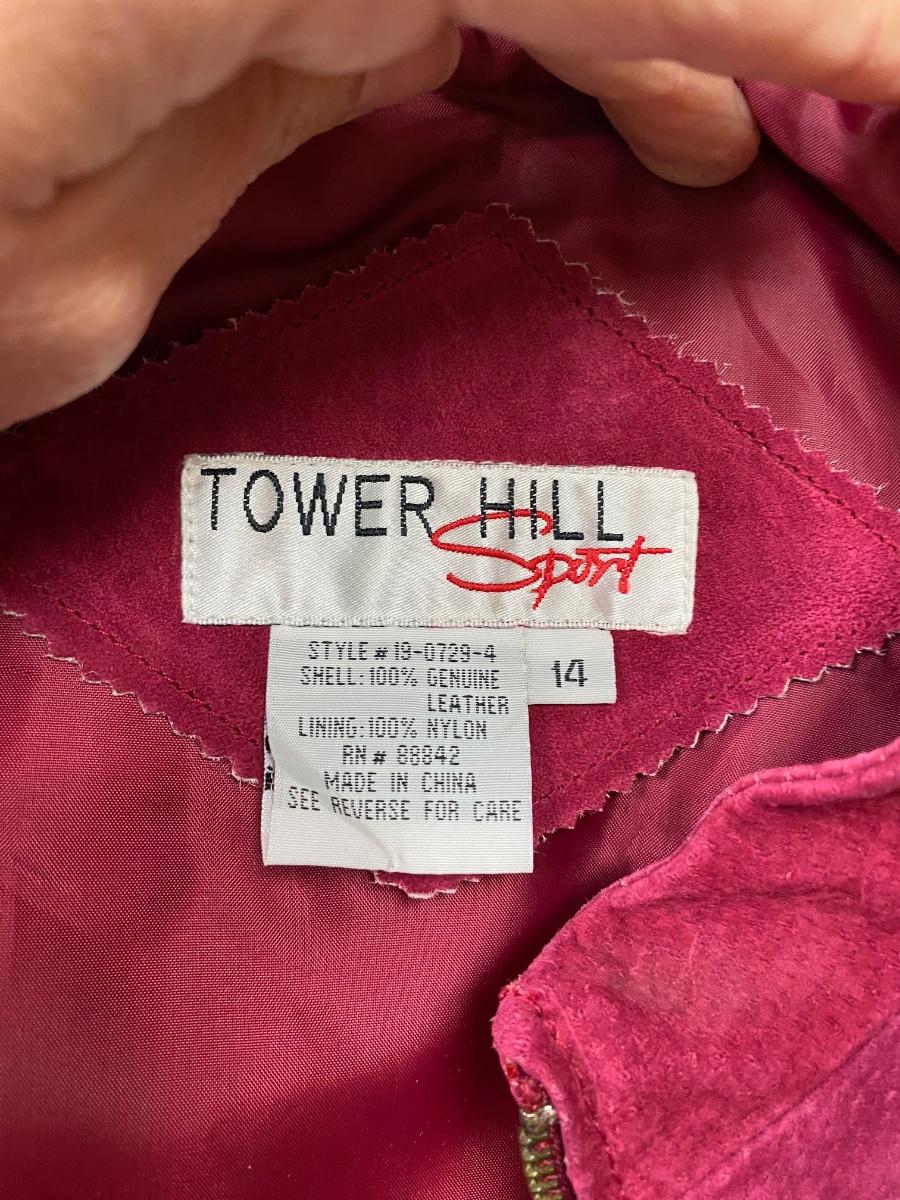 TOWER HILL
Sport
STYLE # 19-0729-4
SHELL: 100% GENUINE
LEATHER
LINING: 100% NYLON
RN # 88842
MADE IN CHINA
SEE REVERSE FOR CARE
14